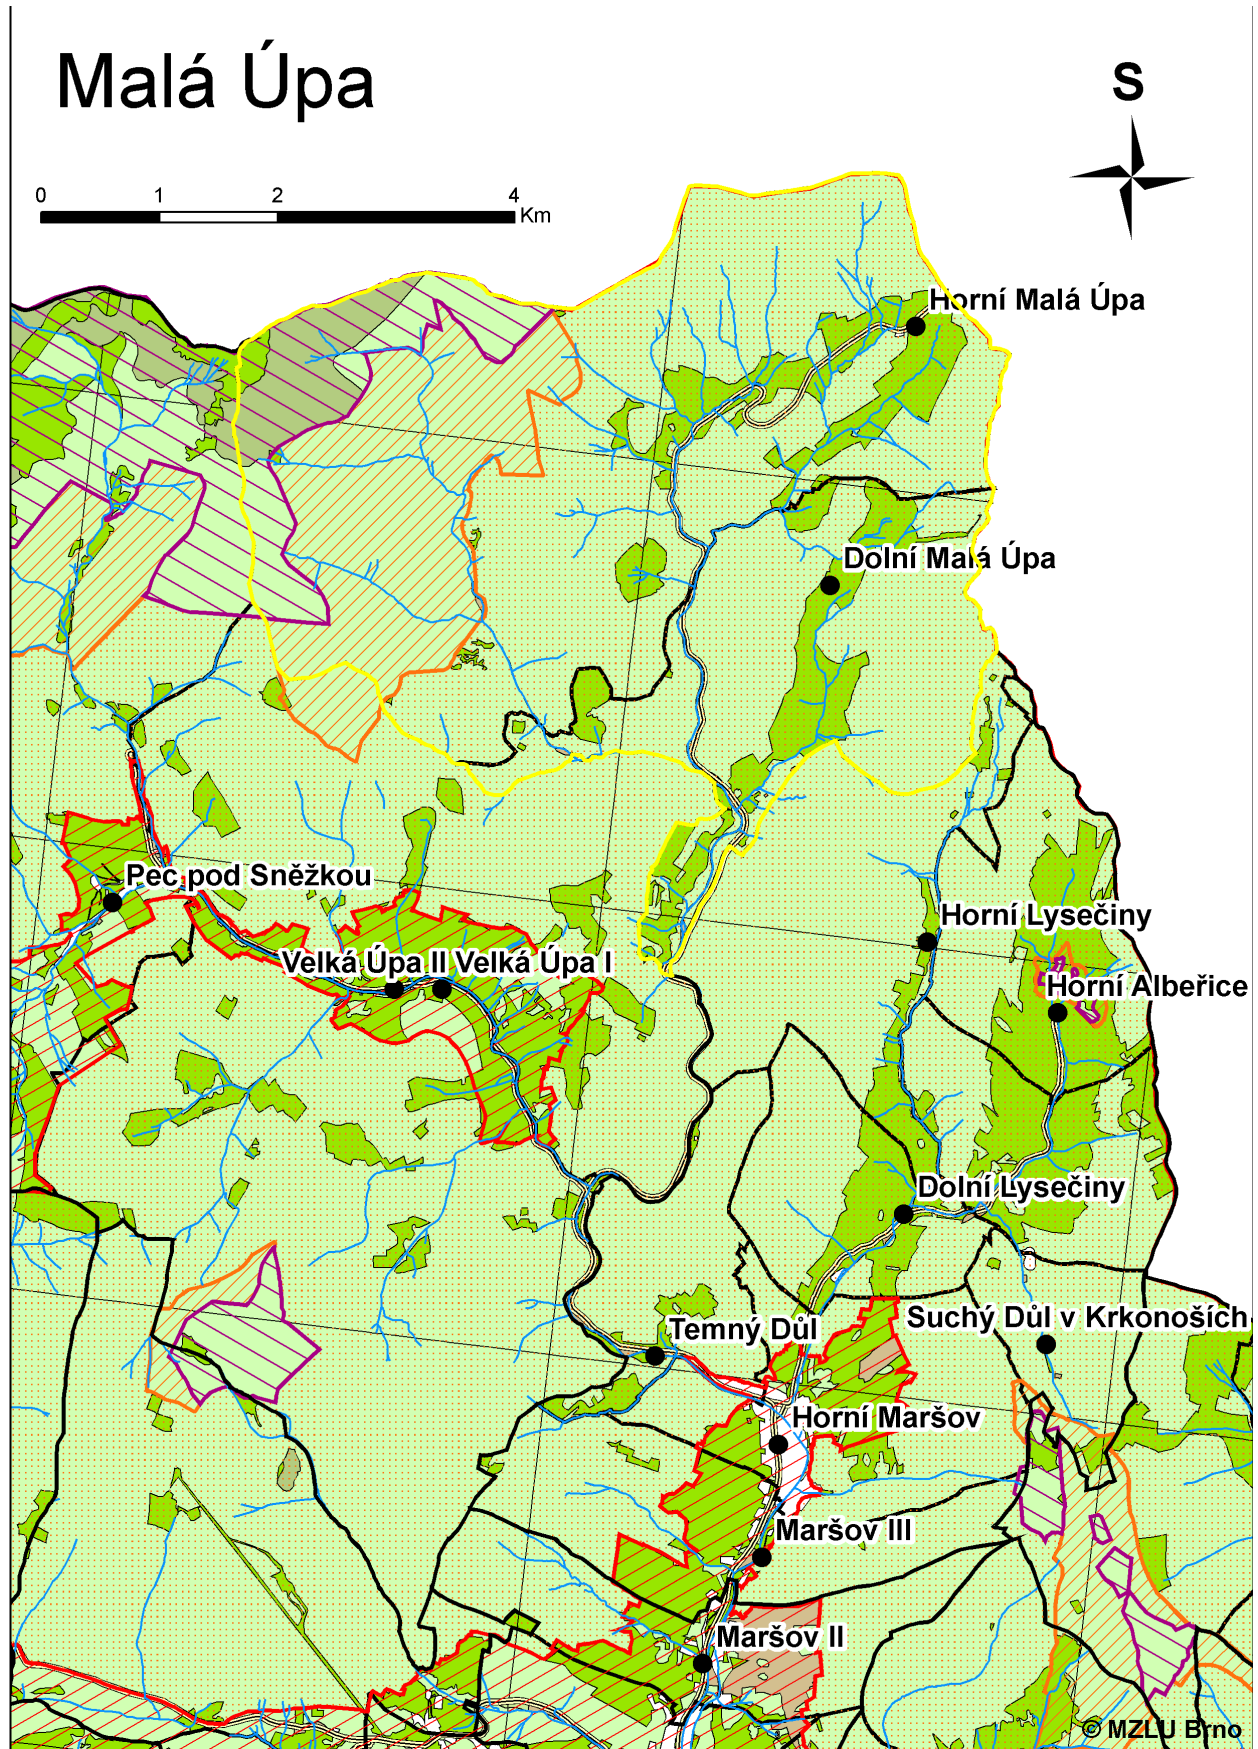 Malá Úpa
S
0 1 2 4
Km
Horní Malá Úpa
Dolní Malá Úpa
Pec pod Sněžkou
Horní Lysečiny
Velká Úpa II Velká Úpa I
Horní Albeřice
Dolní Lysečiny
Suchý Důl v Krkonoších
Temný Důl
Horní Maršov
Maršov III
Maršov II
© MZLU Brno